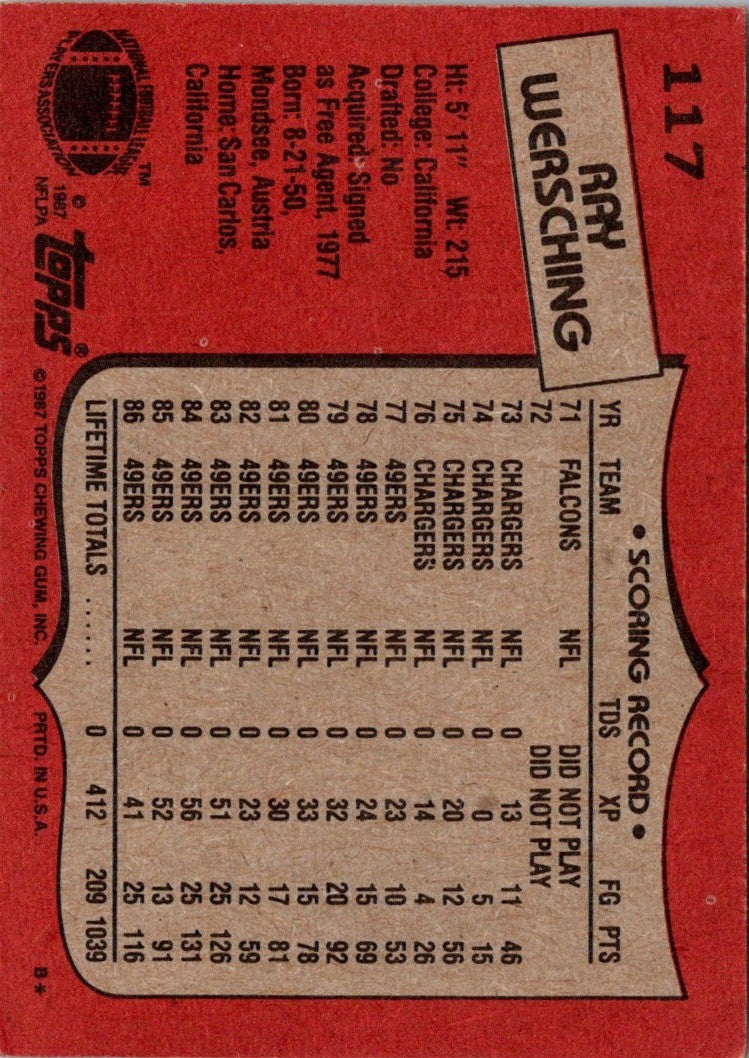 117
RAY
WERSCHING
Ht: 5' 11" Wt: 215
College: California
Drafted: No
Acquired: Signed
as Free Agent, 1977
Born: 8-21-50,
Mondsee, Austria
Home: San Carlos,
California
NATIONAL FOOTBALL LEAGUE
PLAYERS ASSOCIATION
TM
© 1987
NFLPA
topps®
• SCORING RECORD •
YR TEAM TDS XP FG PTS
71 FALCONS NFL DID NOT PLAY
72 DID NOT PLAY
73 CHARGERS NFL 0 13 11 46
74 CHARGERS NFL 0 0 5 15
75 CHARGERS NFL 0 20 12 56
76 CHARGERS NFL 0 14 4 26
77 49ERS NFL 0 23 10 53
78 49ERS NFL 0 24 15 69
79 49ERS NFL 0 32 20 92
80 49ERS NFL 0 33 15 78
81 49ERS NFL 0 30 17 81
82 49ERS NFL 0 23 12 59
83 49ERS NFL 0 51 25 126
84 49ERS NFL 0 56 25 131
85 49ERS NFL 0 52 13 91
86 49ERS NFL 0 41 25 116
LIFETIME TOTALS ...... 0 412 209 1039
© 1987 TOPPS CHEWING GUM, INC. PRTD. IN U.S.A. B*